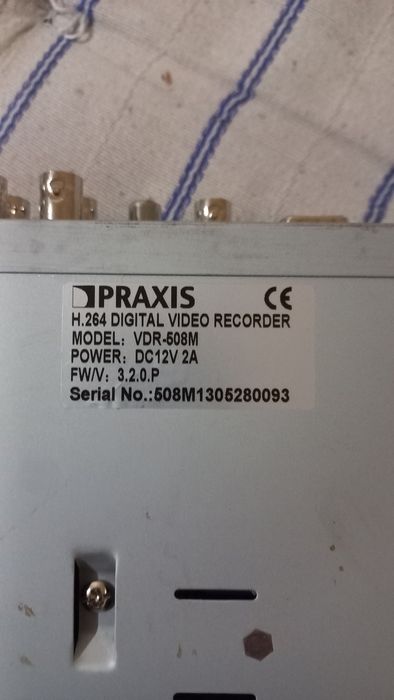 PRAXIS CE
H.264 DIGITAL VIDEO RECORDER
MODEL: VDR-508M
POWER: DC12V 2A
FW/V: 3.2.0.P
Serial No.:508M1305280093